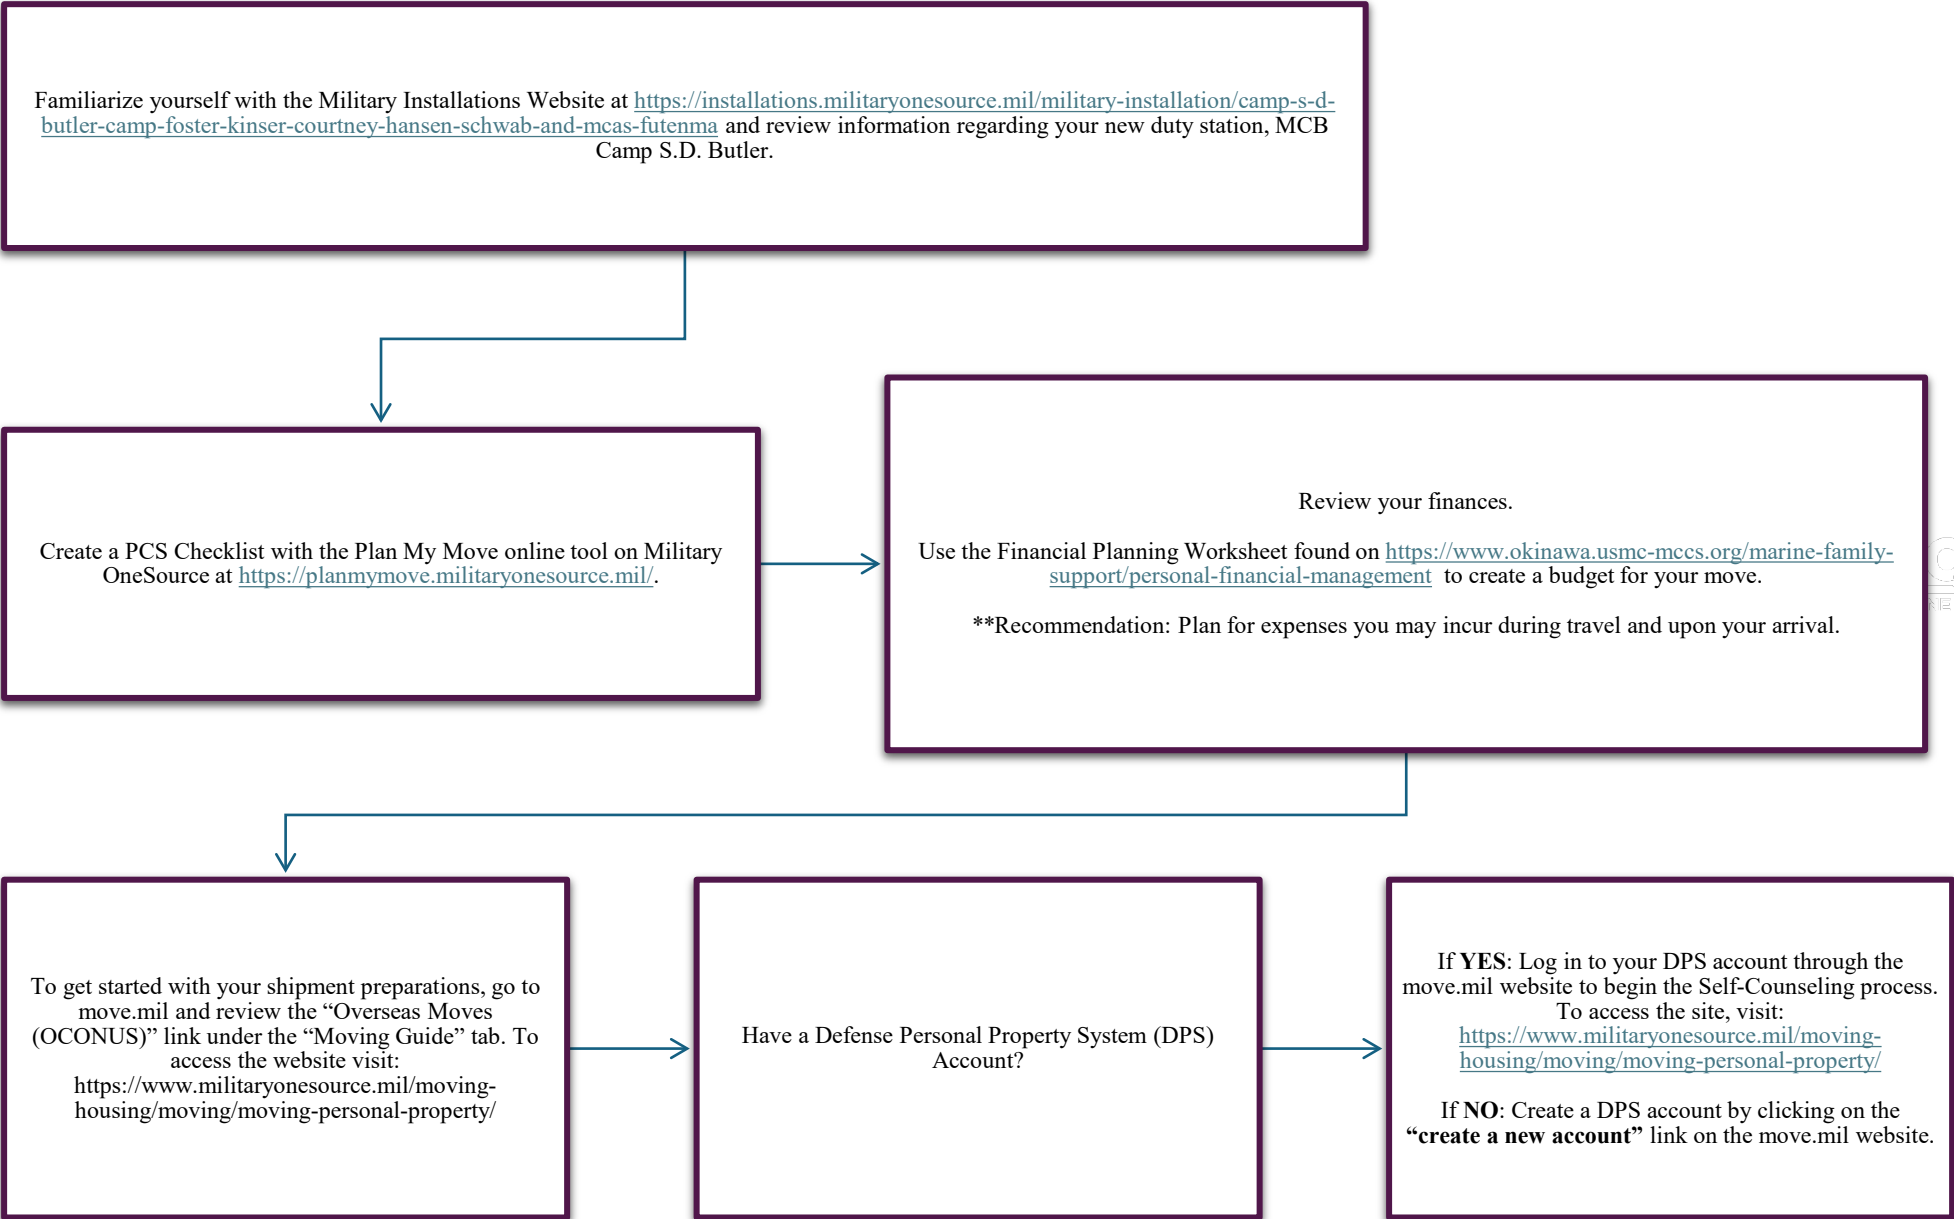 Familiarize yourself with the Military Installations Website at https://installations.militaryonesource.mil/military-installation/camp-s-d-
butler-camp-foster-kinser-courtney-hansen-schwab-and-mcas-futenma and review information regarding your new duty station, MCB
Camp S.D. Butler.
Create a PCS Checklist with the Plan My Move online tool on Military
OneSource at https://planmymove.militaryonesource.mil/.
Review your finances.
Use the Financial Planning Worksheet found on https://www.okinawa.usmc-mccs.org/marine-family-
support/personal-financial-management to create a budget for your move.
**Recommendation: Plan for expenses you may incur during travel and upon your arrival.
To get started with your shipment preparations, go to
move.mil and review the “Overseas Moves
(OCONUS)” link under the “Moving Guide” tab. To
access the website visit:
https://www.militaryonesource.mil/moving-
housing/moving/moving-personal-property/
Have a Defense Personal Property System (DPS)
Account?
If YES: Log in to your DPS account through the
move.mil website to begin the Self-Counseling process.
To access the site, visit:
https://www.militaryonesource.mil/moving-
housing/moving/moving-personal-property/
If NO: Create a DPS account by clicking on the
“create a new account” link on the move.mil website.